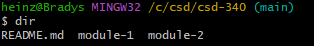 heinz@Bradys MINGW32 /c/csd/csd-340 (main)
$ dir
README.md  module-1  module-2